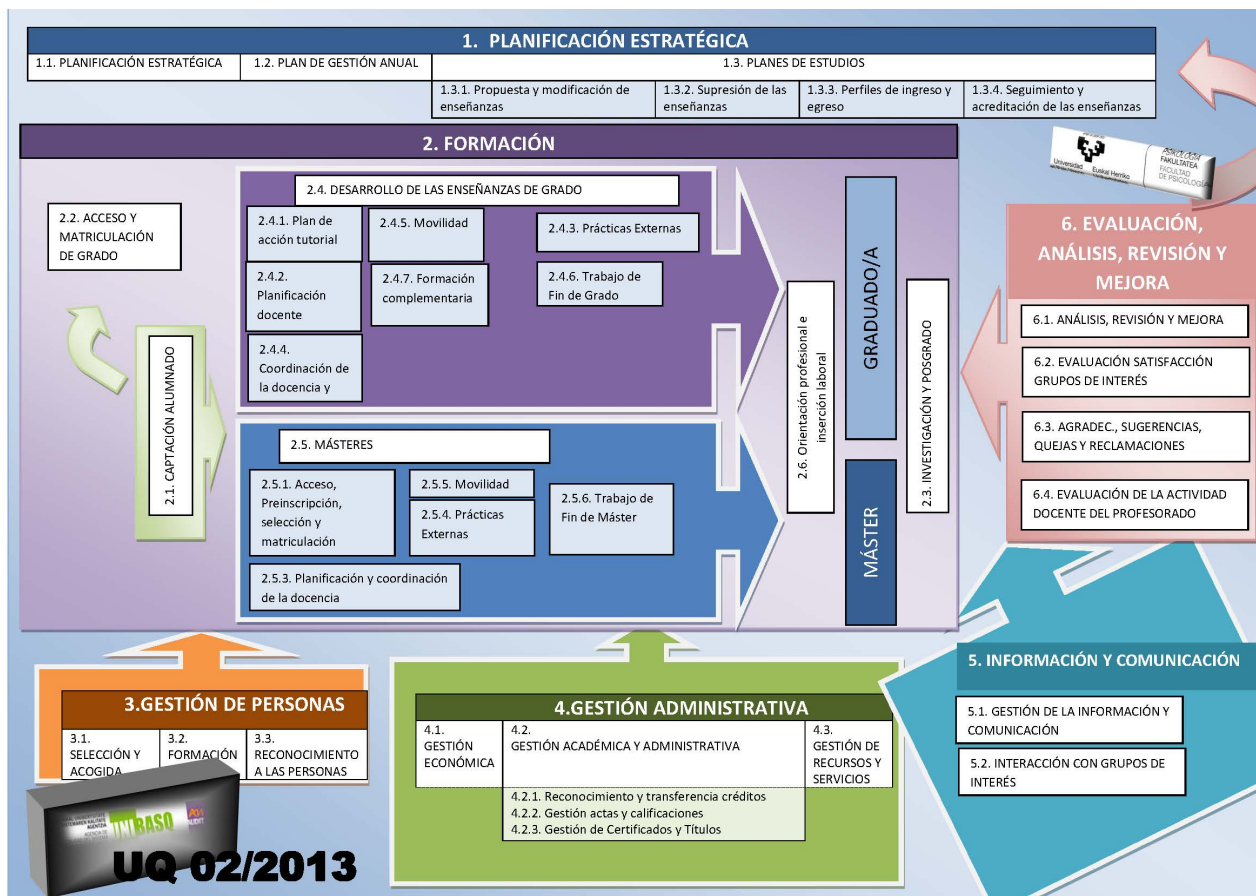 1. PLANIFICACIÓN ESTRATÉGICA
1.1. PLANIFICACIÓN ESTRATÉGICA
1.2. PLAN DE GESTIÓN ANUAL
1.3. PLANES DE ESTUDIOS
1.3.1. Propuesta y modificación de
enseñanzas
1.3.2. Supresión de las
enseñanzas
1.3.3. Perfiles de ingreso y
egreso
1.3.4. Seguimiento y
acreditación de las enseñanzas
Universidad
Euskal Herriko
PSIKOLOGIA
FAKULTATEA
FACULTAD
DE PSICOLOGÍA
2. FORMACIÓN
2.2. ACCESO Y
MATRICULACIÓN
DE GRADO
2.1. CAPTACIÓN ALUMNADO
2.4. DESARROLLO DE LAS ENSEÑANZAS DE GRADO
2.4.1. Plan de
acción tutorial
2.4.5. Movilidad
2.4.3. Prácticas Externas
2.4.2.
Planificación
docente
2.4.7. Formación
complementaria
2.4.6. Trabajo de
Fin de Grado
2.4.4.
Coordinación de
la docencia y
2.5. MÁSTERES
2.5.1. Acceso,
Preinscripción,
selección y
matriculación
2.5.5. Movilidad
2.5.4. Prácticas
Externas
2.5.6. Trabajo de
Fin de Máster
2.5.3. Planificación y coordinación
de la docencia
2.6. Orientación profesional e
inserción laboral
GRADUADO/A
MÁSTER
2.3. INVESTIGACIÓN Y POSGRADO
6. EVALUACIÓN,
ANÁLISIS, REVISIÓN Y
MEJORA
6.1. ANÁLISIS, REVISIÓN Y MEJORA
6.2. EVALUACIÓN SATISFACCIÓN
GRUPOS DE INTERÉS
6.3. AGRADEC., SUGERENCIAS,
QUEJAS Y RECLAMACIONES
6.4. EVALUACIÓN DE LA ACTIVIDAD
DOCENTE DEL PROFESORADO
3.GESTIÓN DE PERSONAS
3.1.
SELECCIÓN Y
ACOGIDA
3.2.
FORMACIÓN
3.3.
RECONOCIMIENTO
A LAS PERSONAS
4.GESTIÓN ADMINISTRATIVA
4.1.
GESTIÓN
ECONÓMICA
4.2.
GESTIÓN ACADÉMICA Y ADMINISTRATIVA
4.3.
GESTIÓN DE
RECURSOS Y
SERVICIOS
4.2.1. Reconocimiento y transferencia créditos
4.2.2. Gestión actas y calificaciones
4.2.3. Gestión de Certificados y Títulos
5. INFORMACIÓN Y COMUNICACIÓN
5.1. GESTIÓN DE LA INFORMACIÓN Y
COMUNICACIÓN
5.2. INTERACCIÓN CON GRUPOS DE
INTERÉS
AGENTZIA
AGENCIA DE
UNIBASQ
UQ 02/2013